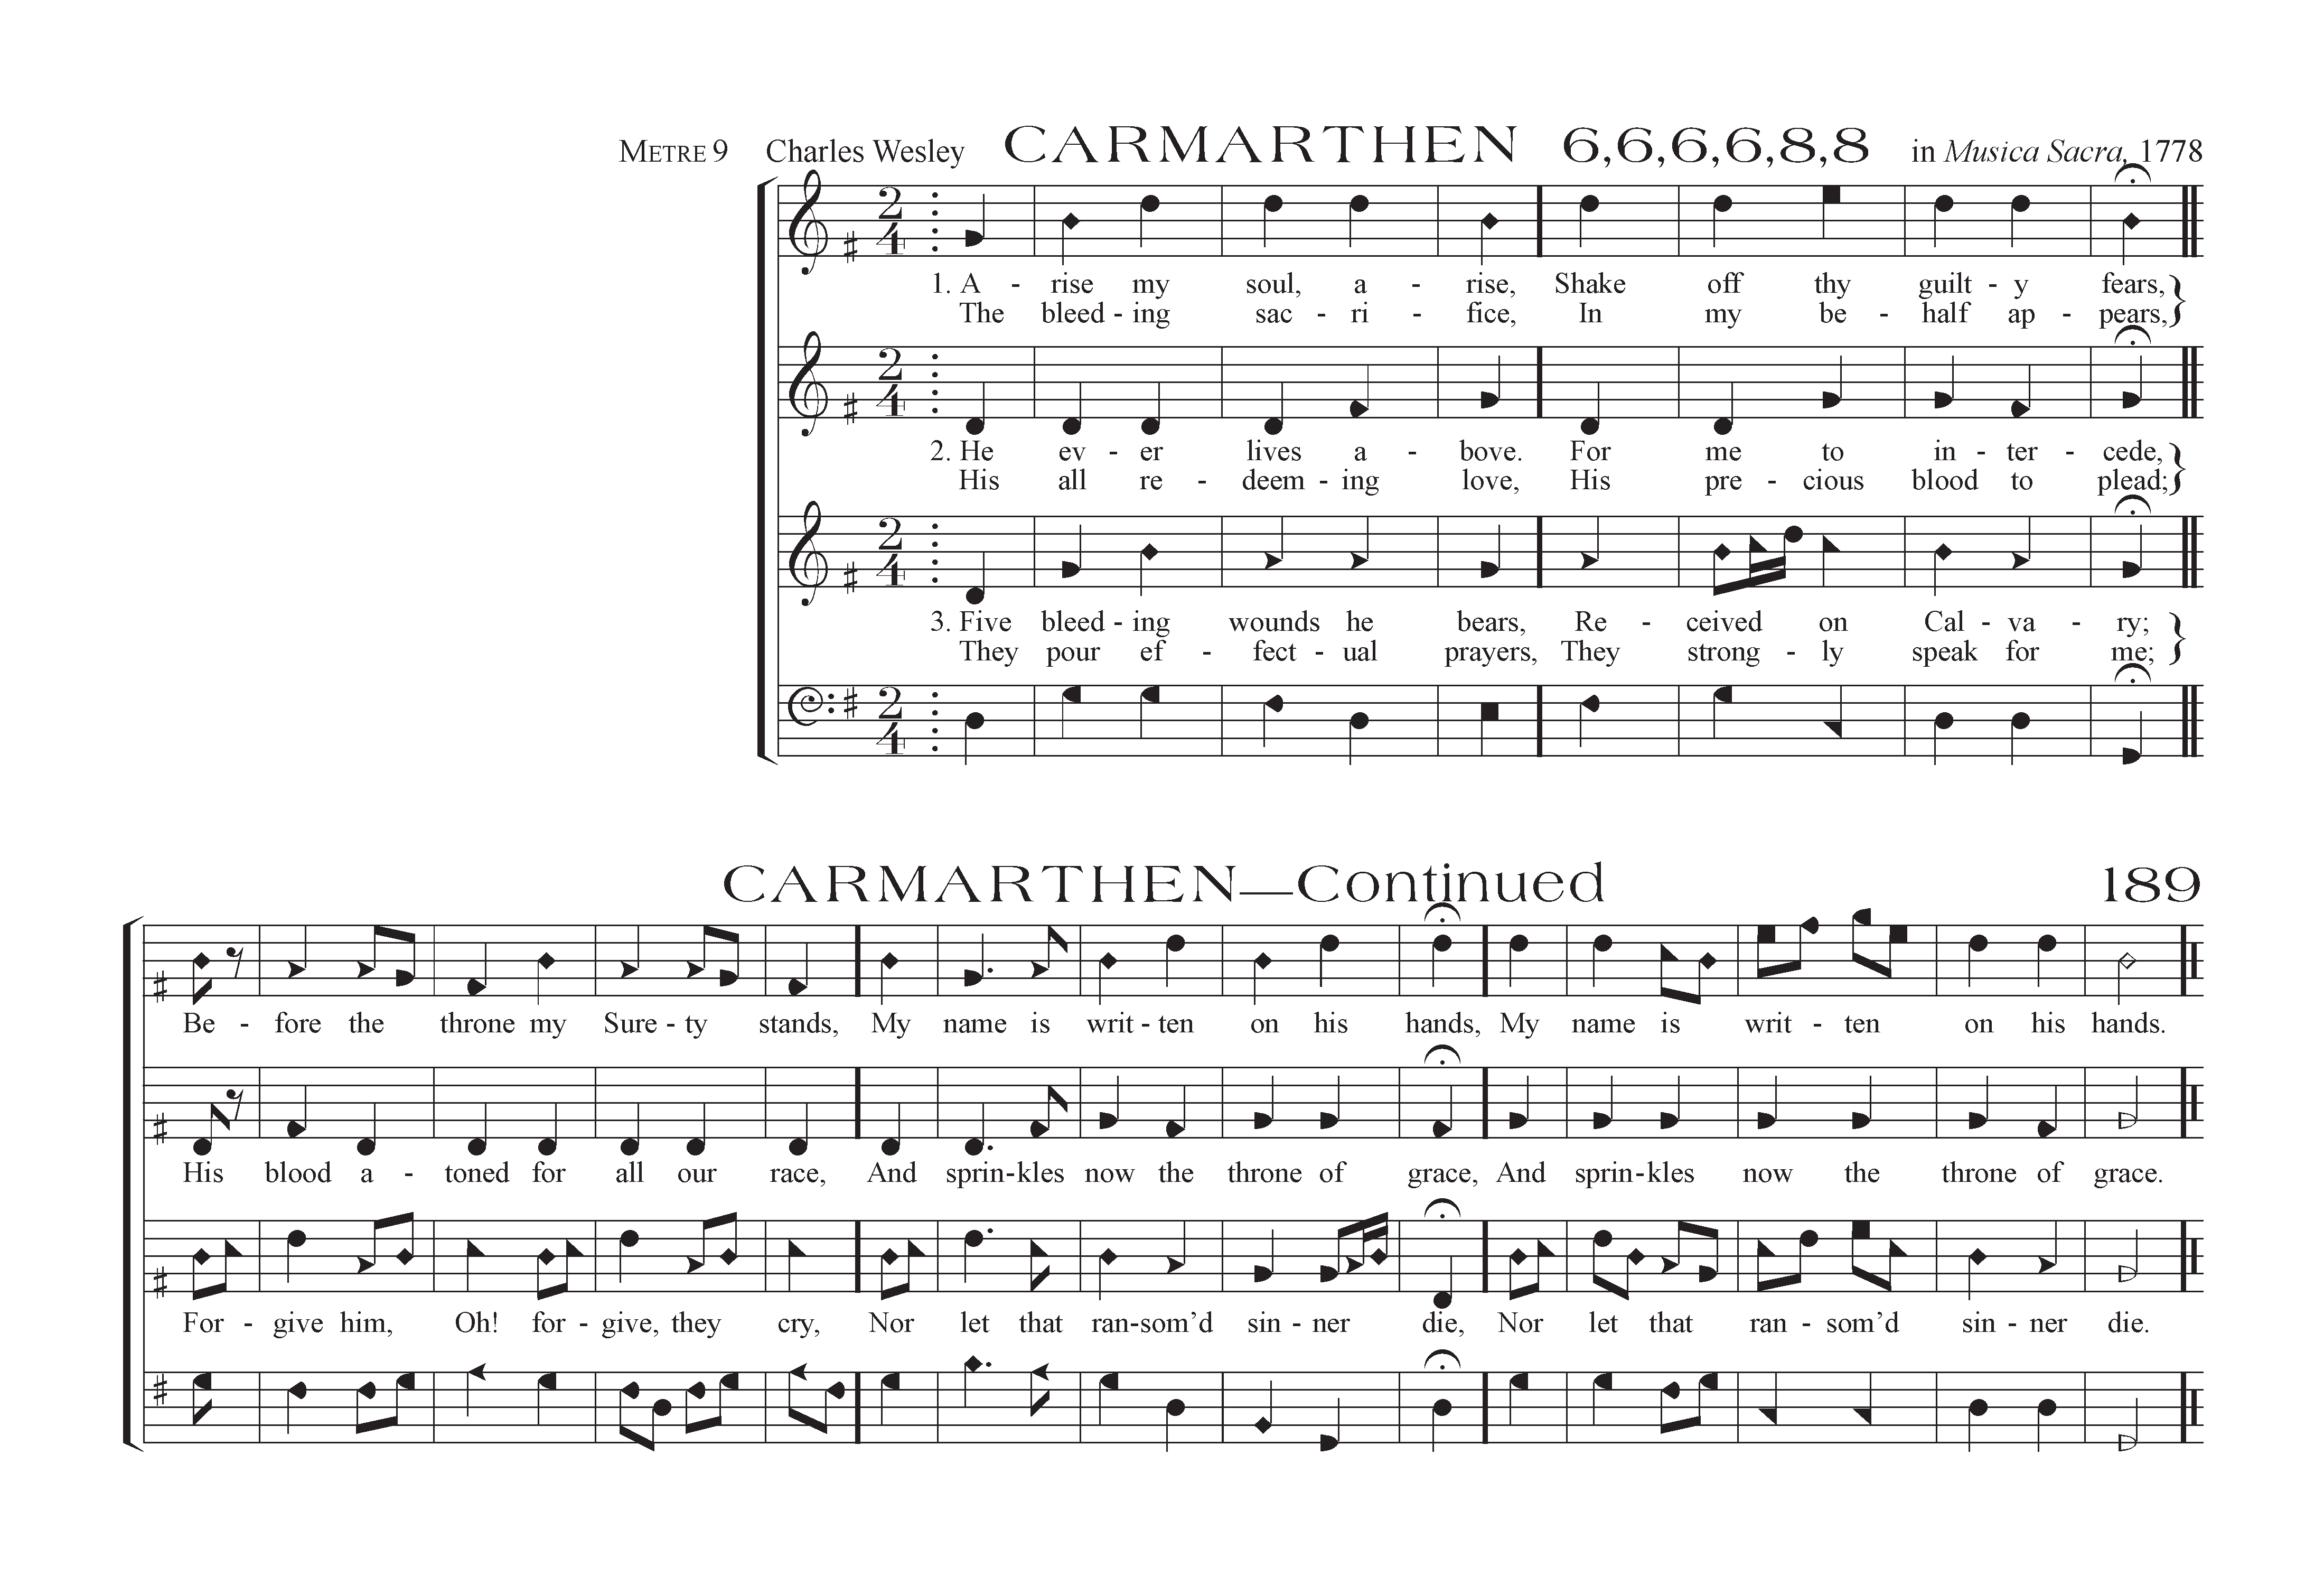 METRE 9 Charles Wesley CARMARTHEN 6,6,6,6,8,8 in Musica Sacra, 1778
1. A - rise my soul, a - rise, Shake off thy guilt - y fears,
The bleed - ing sac - ri - fice, In my be - half ap - pears,
2. He ev - er lives a - bove. For me to in - ter - cede,
His all re - deem - ing love, His pre - cious blood to plead;
3. Five bleed - ing wounds he bears, Re - ceived on Cal - va - ry;
They pour ef - fect - ual prayers, They strong - ly speak for me;
CARMARTHEN—Continued 189
Be - fore the throne my Sure - ty stands, My name is writ - ten on his hands, My name is writ - ten on his hands.
His blood a - toned for all our race, And sprin-kles now the throne of grace, And sprin-kles now the throne of grace.
For - give him, Oh! for - give, they cry, Nor let that ran-som'd sin - ner die, Nor let that ran - som'd sin - ner die.